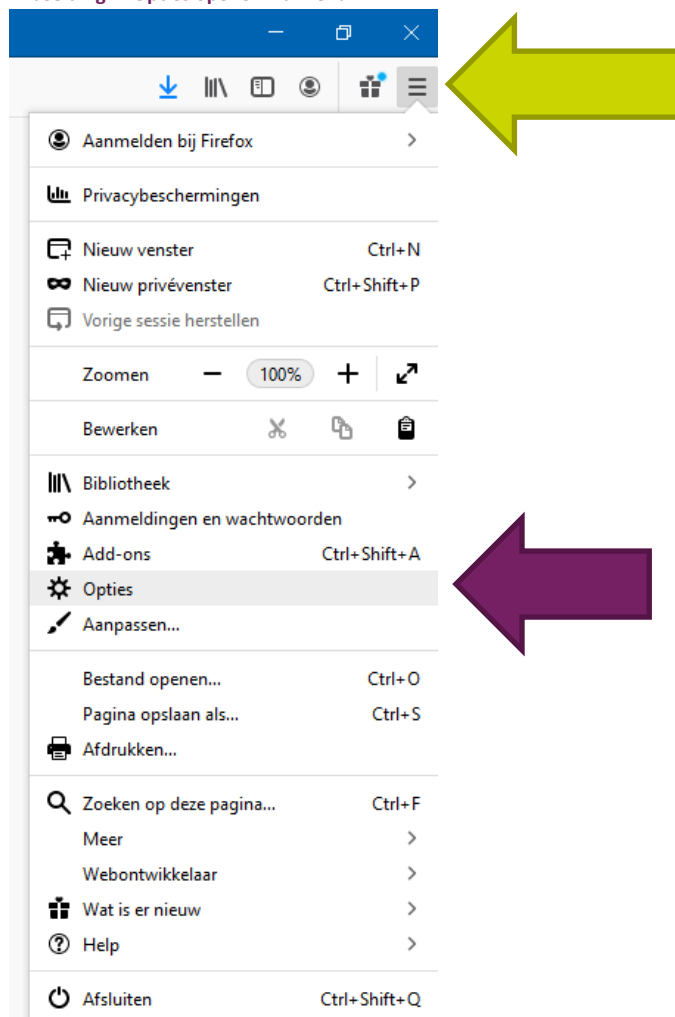 Aanmelden bij Firefox
Privacybeschermingen
Nieuw venster Ctrl+N
Nieuw privévenster Ctrl+Shift+P
Vorige sessie herstellen
Zoomen 100%
Bewerken
Bibliotheek
Aanmeldingen en wachtwoorden
Add-ons Ctrl+Shift+A
Opties
Aanpassen...
Bestand openen... Ctrl+O
Pagina opslaan als... Ctrl+S
Afdrukken...
Zoeken op deze pagina... Ctrl+F
Meer
Webontwikkelaar
Wat is er nieuw
Help
Afsluiten Ctrl+Shift+Q